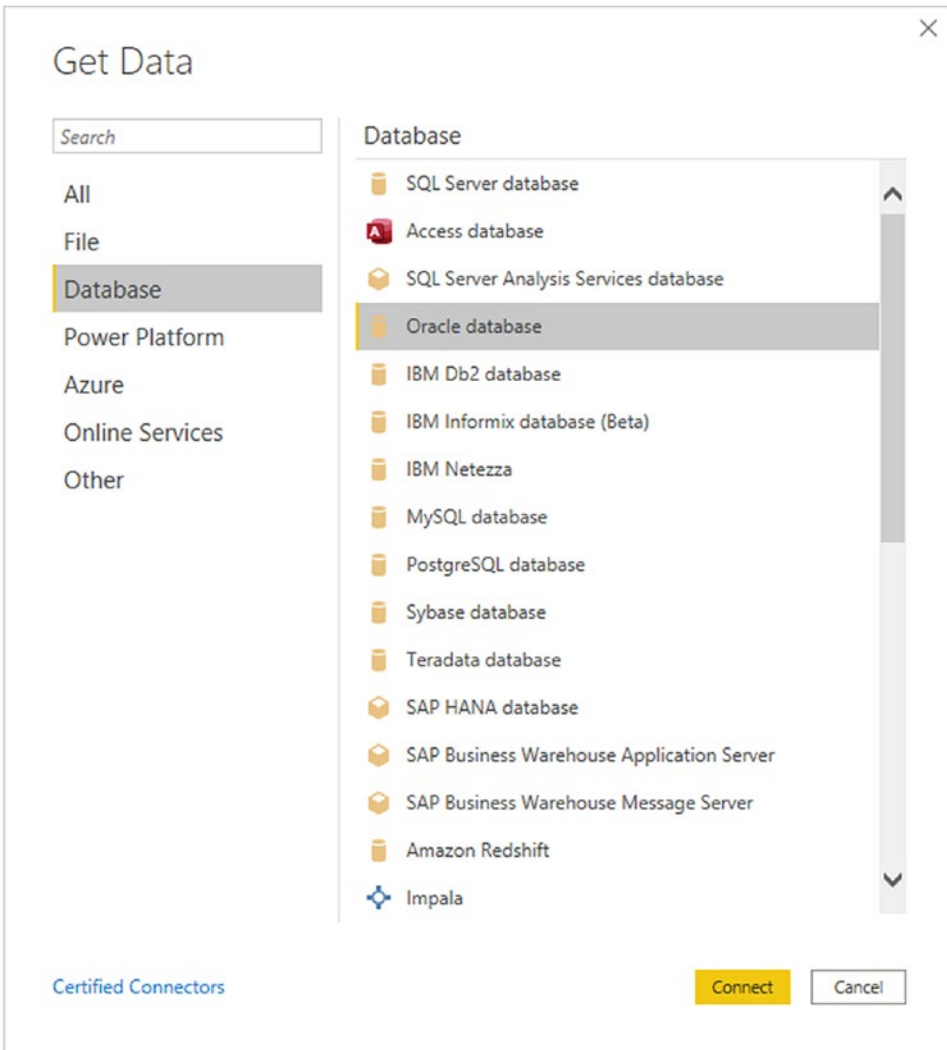 Get Data
Search
All
File
Database
Power Platform
Azure
Online Services
Other
Database
SQL Server database
Access database
SQL Server Analysis Services database
Oracle database
IBM Db2 database
IBM Informix database (Beta)
IBM Netezza
MySQL database
PostgreSQL database
Sybase database
Teradata database
SAP HANA database
SAP Business Warehouse Application Server
SAP Business Warehouse Message Server
Amazon Redshift
Impala
Certified Connectors
Connect
Cancel